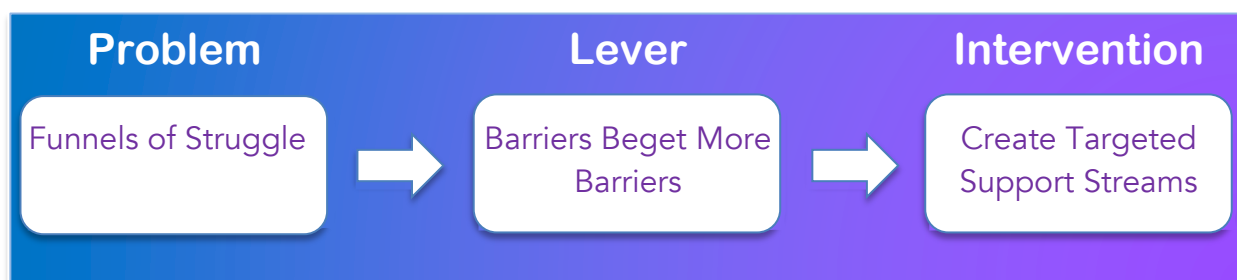 Problem
Lever
Intervention
Funnels of Struggle
Barriers Beget More
Barriers
Create Targeted
Support Streams